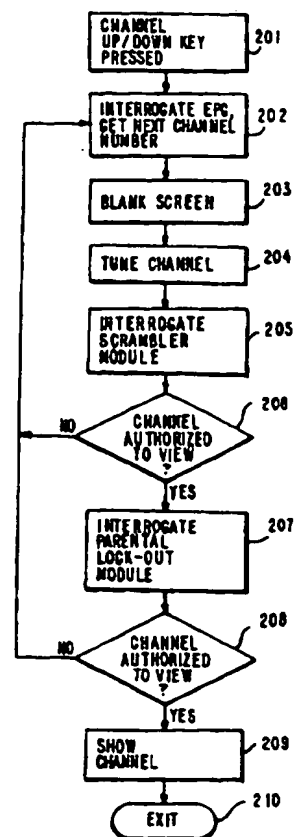 CHANNEL
UP/DOWN KEY
PRESSED
201
INTERROGATE EPG,
GET NEXT CHANNEL
NUMBER
202
BLANK SCREEN
203
TUNE CHANNEL
204
INTERROGATE
SCRAMBLER
MODULE
205
CHANNEL
AUTHORIZED
TO VIEW
?
206
NO
YES
INTERROGATE
PARENTAL
LOCK-OUT
MODULE
207
CHANNEL
AUTHORIZED
TO VIEW
?
208
NO
YES
SHOW
CHANNEL
209
EXIT
210